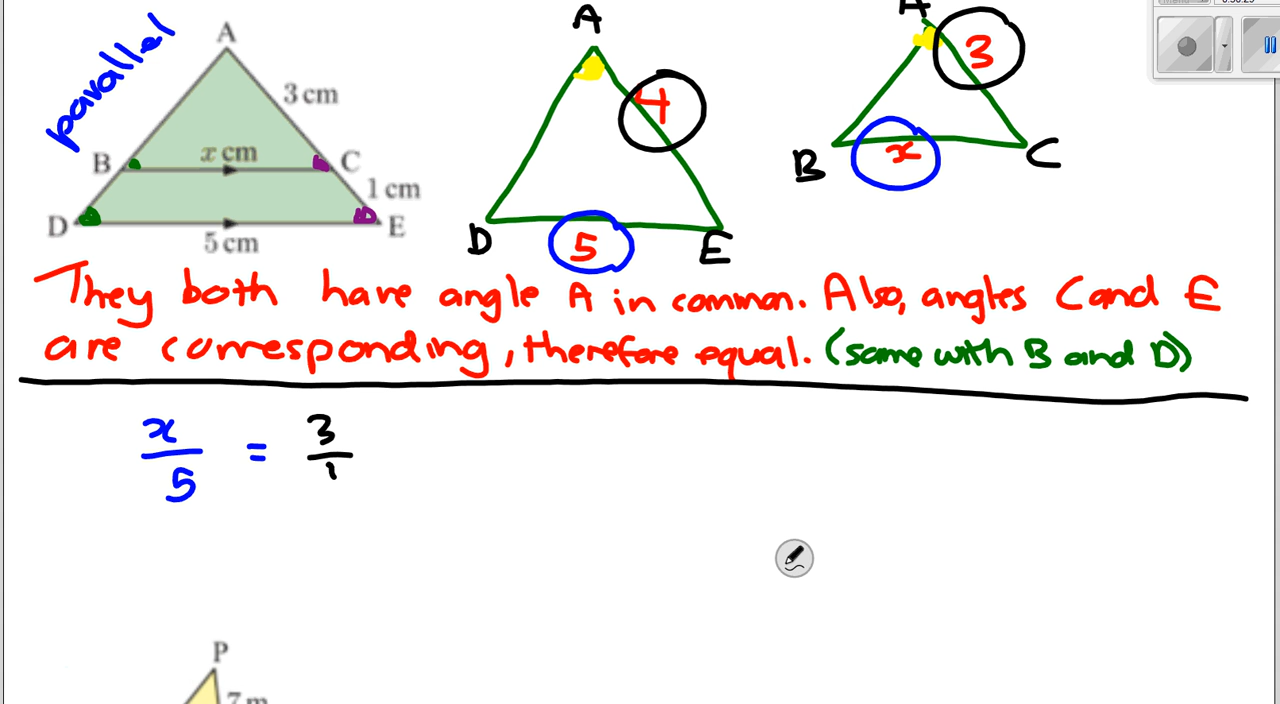 parallel
A
3 cm
B
x cm
C
1 cm
D
5 cm
E
A
4
D
5
E
A
3
B
x
C
They both have angle A in common. Also, angles C and E
are corresponding, therefore equal. (same with B and D)
x/5 = 3/
P
7 m